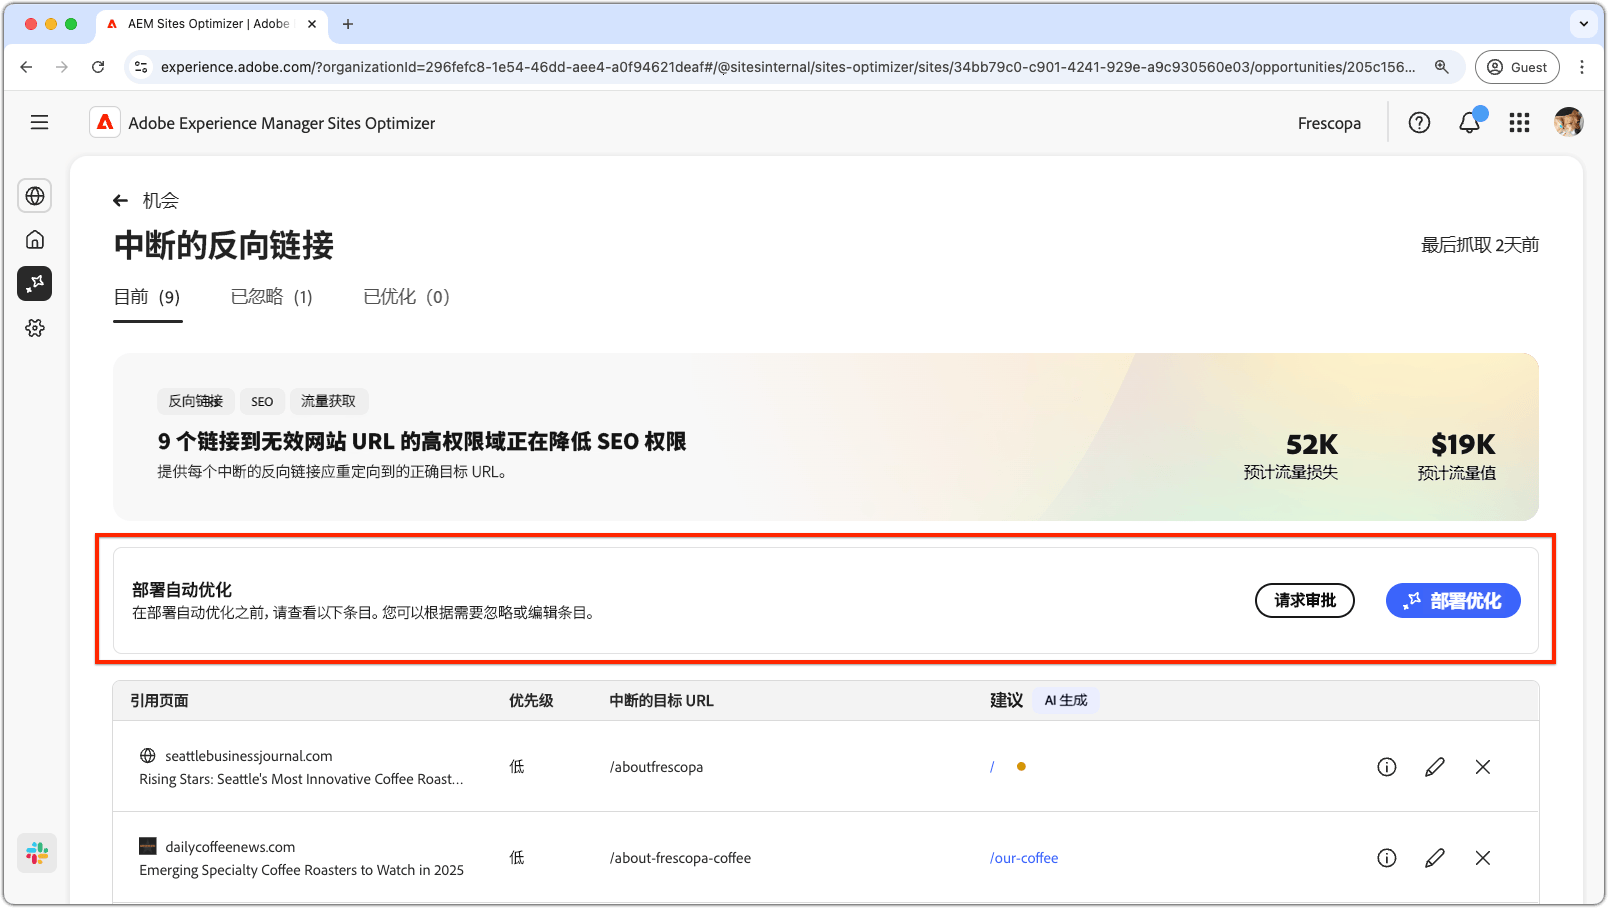 AEM Sites Optimizer | Adobe
experience.adobe.com/?organizationId=296fefc8-1e54-46dd-aee4-a0f94621deaf#/@sitesinternal/sites-optimizer/sites/34bb79c0-c901-4241-929e-a9c930560e03/opportunities/205c156...
Guest
Adobe Experience Manager Sites Optimizer
Frescopa
机会
中断的反向链接
最后抓取 2天前
目前 (9)
已忽略 (1)
已优化 (0)
反向链接
SEO
流量获取
9 个链接到无效网站 URL 的高权限域正在降低 SEO 权限
提供每个中断的反向链接应重定向到的正确目标 URL。
52K
预计流量损失
$19K
预计流量值
部署自动优化
在部署自动优化之前，请查看以下条目。您可以根据需要忽略或编辑条目。
请求审批
部署优化
引用页面
优先级
中断的目标 URL
建议
AI 生成
seattlebusinessjournal.com
Rising Stars: Seattle's Most Innovative Coffee Roast...
低
/aboutfrescopa
/
dailycoffeenews.com
Emerging Specialty Coffee Roasters to Watch in 2025
低
/about-frescopa-coffee
/our-coffee